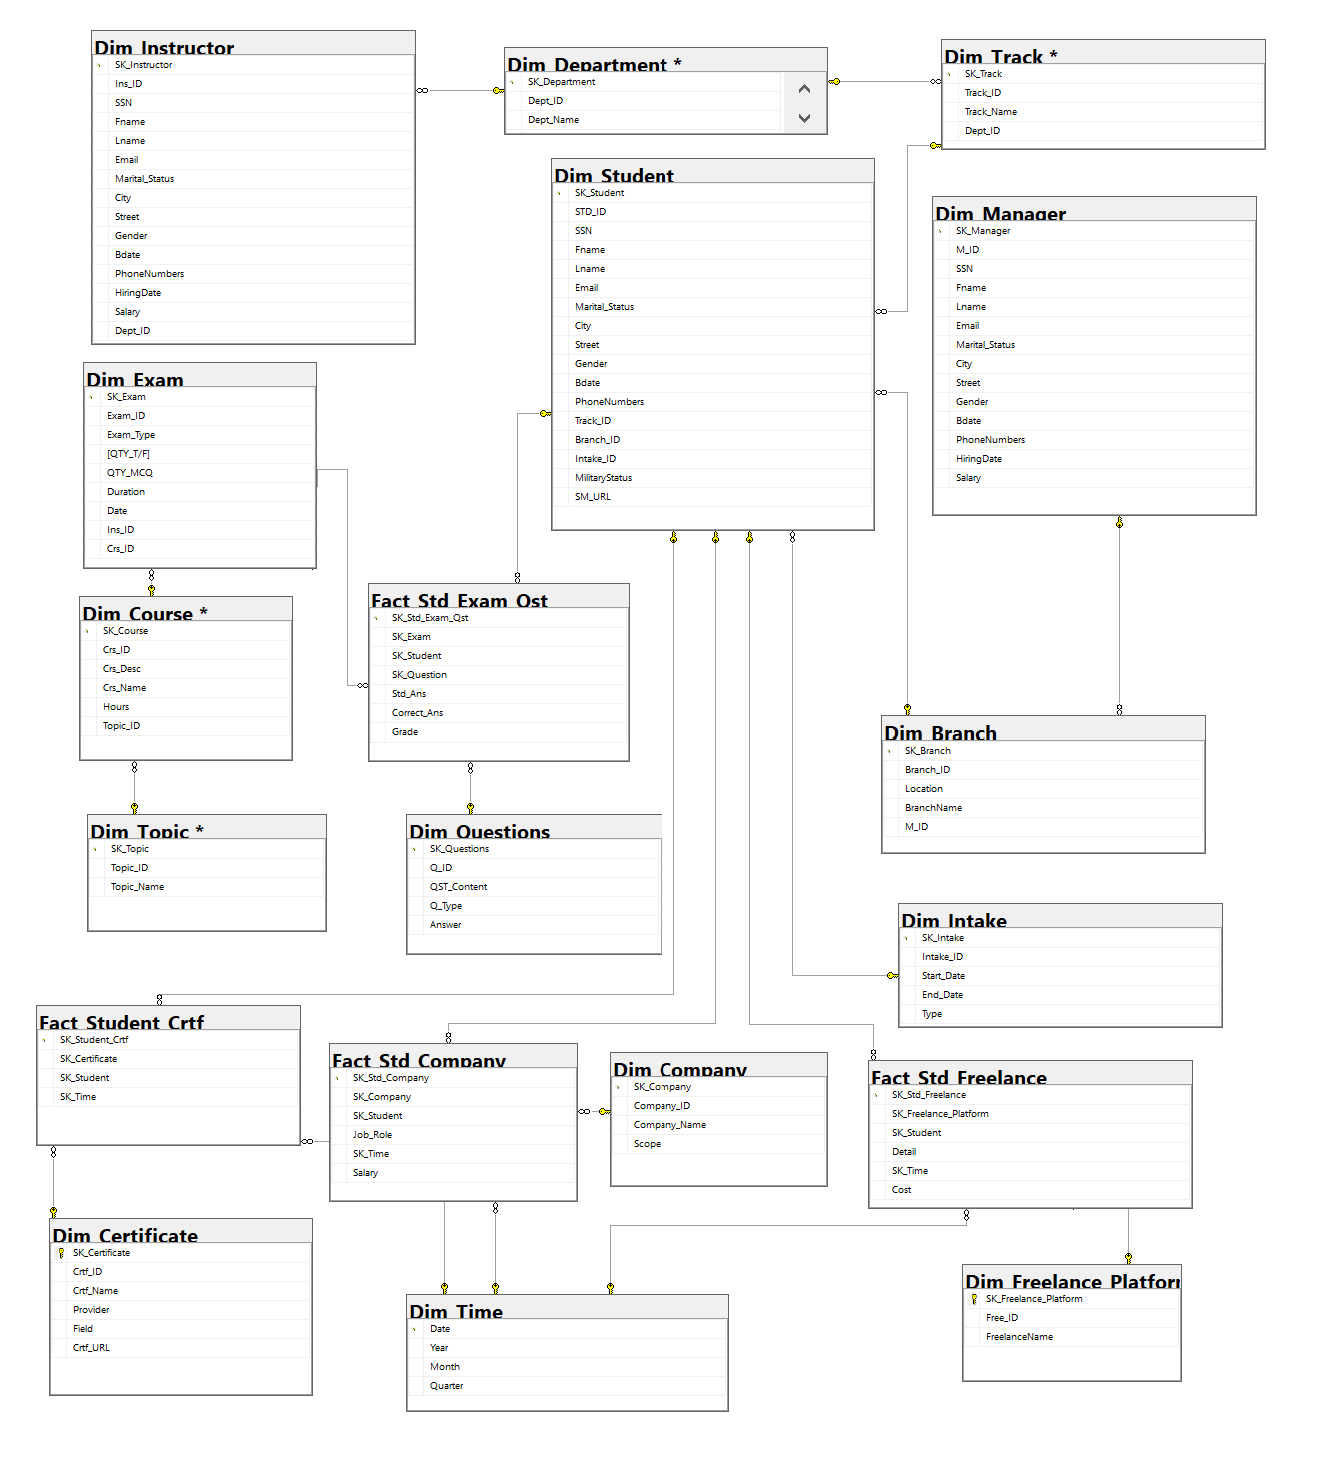 Dim_Instructor
SK_Instructor
Ins_ID
SSN
Fname
Lname
Email
Marital_Status
City
Street
Gender
Bdate
PhoneNumbers
HiringDate
Salary
Dept_ID
Dim_Department *
SK_Department
Dept_ID
Dept_Name
Dim_Track *
SK_Track
Track_ID
Track_Name
Dept_ID
Dim_Student
SK_Student
STD_ID
SSN
Fname
Lname
Email
Marital_Status
City
Street
Gender
Bdate
PhoneNumbers
Track_ID
Branch_ID
Intake_ID
MilitaryStatus
SM_URL
Dim_Manager
SK_Manager
M_ID
SSN
Fname
Lname
Email
Marital_Status
City
Street
Gender
Bdate
PhoneNumbers
HiringDate
Salary
Dim_Exam
SK_Exam
Exam_ID
Exam_Type
[QTY_T/F]
QTY_MCQ
Duration
Date
Ins_ID
Crs_ID
Dim_Course *
SK_Course
Crs_ID
Crs_Desc
Crs_Name
Hours
Topic_ID
Fact_Std_Exam_Qst
SK_Std_Exam_Qst
SK_Exam
SK_Student
SK_Question
Std_Ans
Correct_Ans
Grade
Dim_Branch
SK_Branch
Branch_ID
Location
BranchName
M_ID
Dim_Topic *
SK_Topic
Topic_ID
Topic_Name
Dim_Questions
SK_Questions
Q_ID
QST_Content
Q_Type
Answer
Dim_Intake
SK_Intake
Intake_ID
Start_Date
End_Date
Type
Fact_Student_Crtf
SK_Student_Crtf
SK_Certificate
SK_Student
SK_Time
Fact_Std_Company
SK_Std_Company
SK_Company
SK_Student
Job_Role
SK_Time
Salary
Dim_Company
SK_Company
Company_ID
Company_Name
Scope
Fact_Std_Freelance
SK_Std_Freelance
SK_Freelance_Platform
SK_Student
Detail
SK_Time
Cost
Dim_Certificate
SK_Certificate
Crtf_ID
Crtf_Name
Provider
Field
Crtf_URL
Dim_Time
Date
Year
Month
Quarter
Dim_Freelance_Platfor
SK_Freelance_Platform
Free_ID
FreelanceName